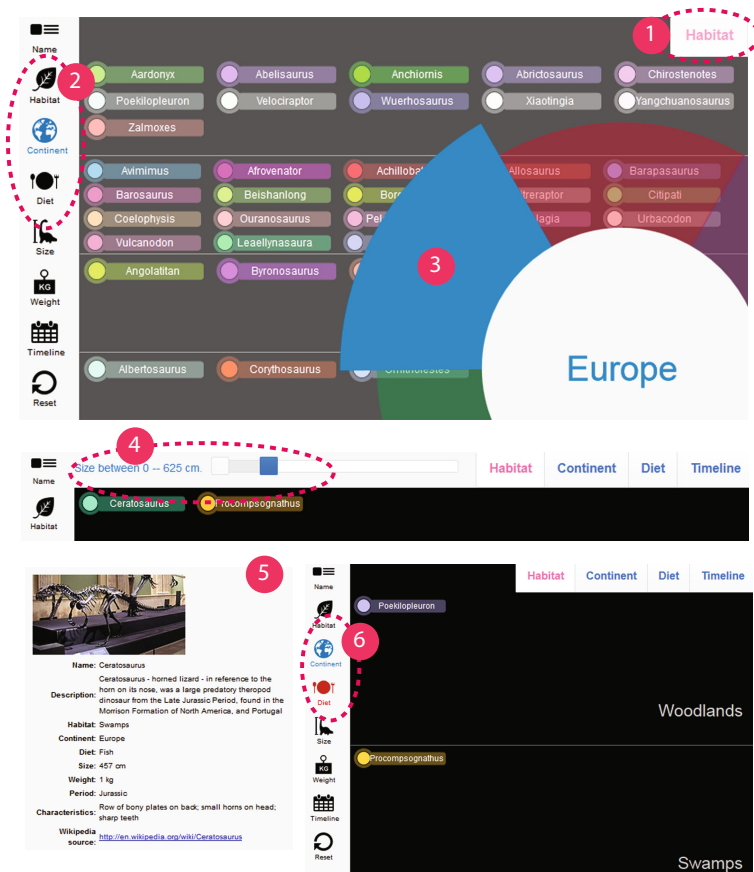 Name
Habitat
Continent
Diet
Size
KG
Weight
Timeline
Reset
1
Habitat
2
Aardonyx
Abelisaurus
Anchiornis
Abrictosaurus
Chirostenotes
Poekilopleuron
Velociraptor
Wuerhosaurus
Xiaotingia
Yangchuanosaurus
Zalmoxes
Avimimus
Afrovenator
Achillobat
Allosaurus
Barapasaurus
Barosaurus
Beishanlong
Citipati
Coelophysis
Ouranosaurus
Urbacodon
Vulcanodon
Leaellynasaura
Angolatitan
Byronosaurus
Albertosaurus
Corythosaurus
Ornitholestes
3
Europe
4
Name
Habitat
Size between 0 -- 625 cm.
Habitat
Continent
Diet
Timeline
Ceratosaurus
Procompsognathus
5
Name: Ceratosaurus
Description: Ceratosaurus - horned lizard - in reference to the
horn on its nose, was a large predatory theropod
dinosaur from the Late Jurassic Period, found in the
Morrison Formation of North America, and Portugal
Habitat: Swamps
Continent: Europe
Diet: Fish
Size: 457 cm
Weight: 1 kg
Period: Jurassic
Characteristics: Row of bony plates on back; small horns on head;
sharp teeth
Wikipedia source: http://en.wikipedia.org/wiki/Ceratosaurus
Name
Habitat
Continent
Diet
Size
KG
Weight
Timeline
Reset
6
Habitat
Continent
Diet
Timeline
Poekilopleuron
Woodlands
Procompsognathus
Swamps